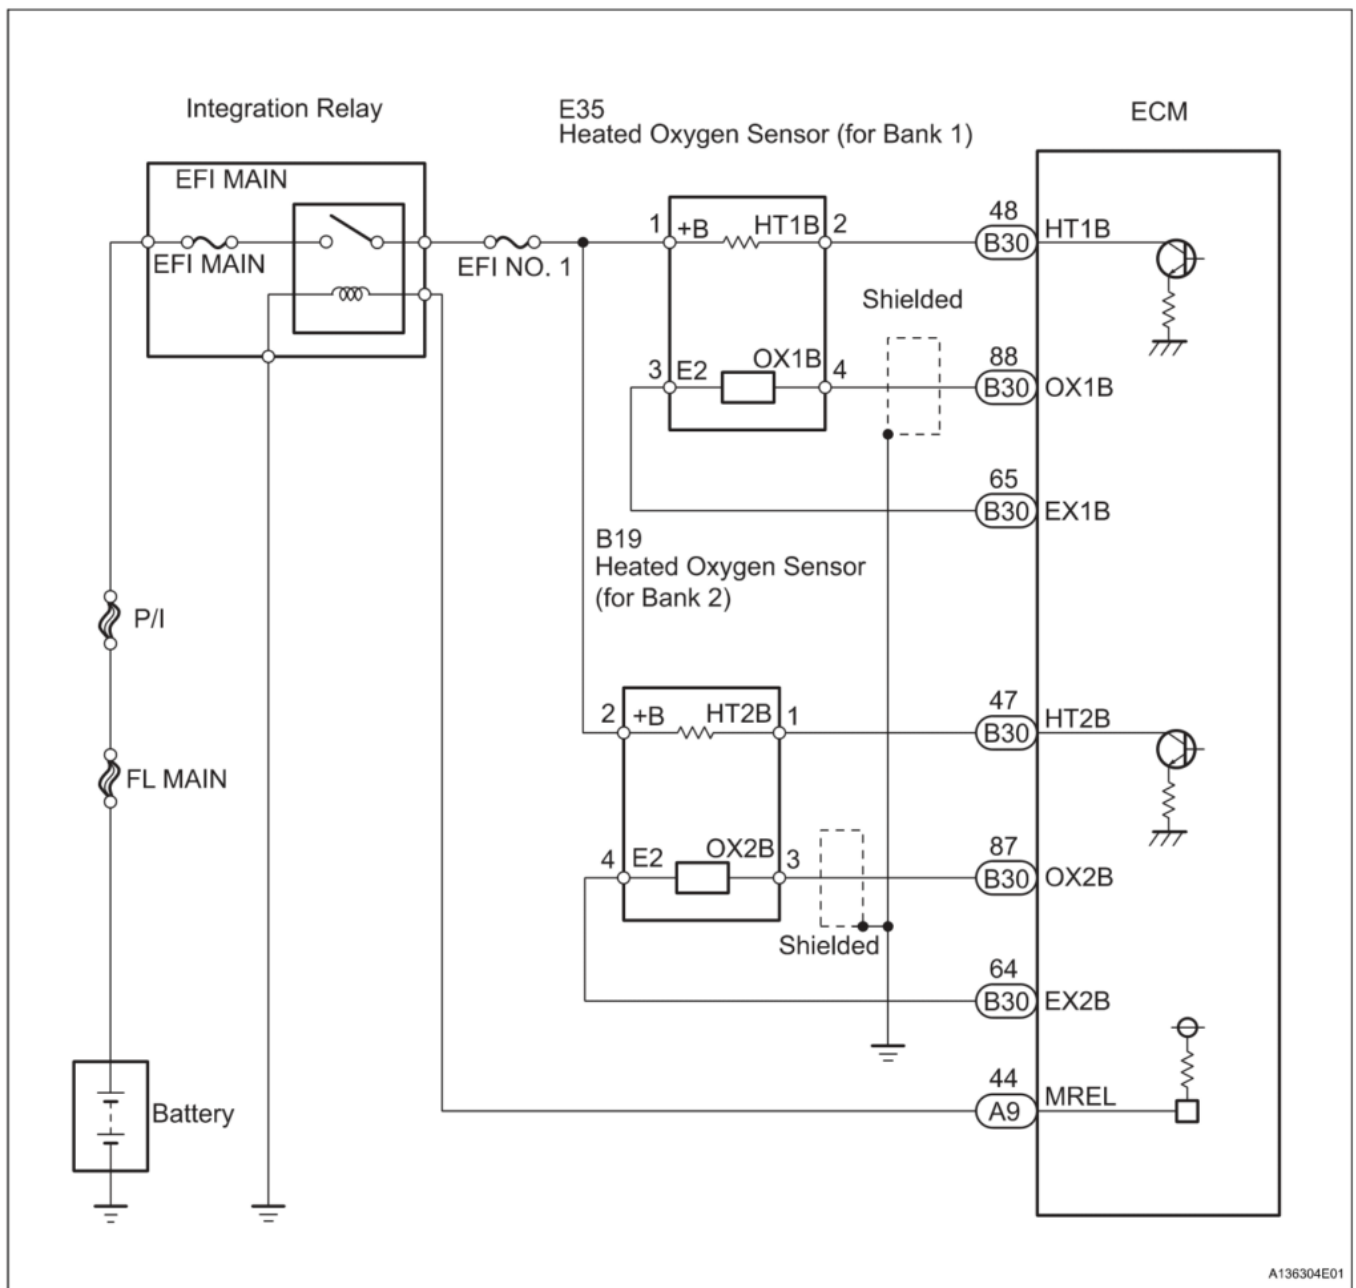 Integration Relay
E35
Heated Oxygen Sensor (for Bank 1)
ECM
EFI MAIN
EFI MAIN
EFI NO. 1
1
+B
HT1B
2
48
B30
HT1B
Shielded
3
E2
OX1B
4
88
B30
OX1B
65
B30
EX1B
B19
Heated Oxygen Sensor
(for Bank 2)
P/I
FL MAIN
2
+B
HT2B
1
47
B30
HT2B
4
E2
OX2B
3
87
B30
OX2B
Shielded
64
B30
EX2B
44
A9
MREL
Battery
A136304E01